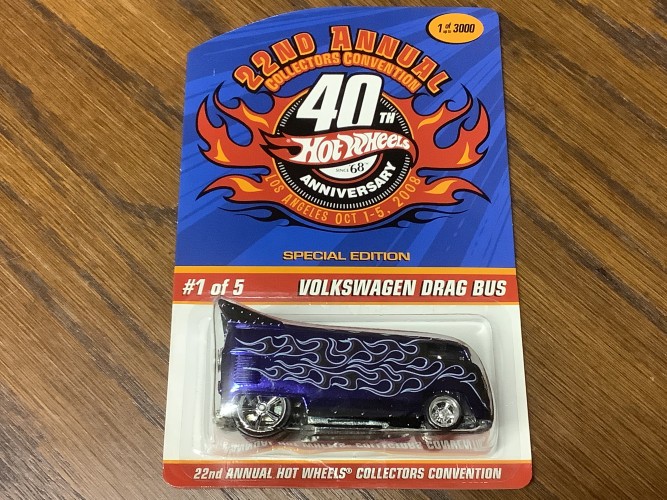 1 of 3000
22ND ANNUAL
COLLECTORS CONVENTION
40TH
Hot Wheels
SINCE 68
ANNIVERSARY
LOS ANGELES OCT 1-5, 2008
SPECIAL EDITION
#1 of 5 VOLKSWAGEN DRAG BUS
22nd ANNUAL HOT WHEELS® COLLECTORS CONVENTION